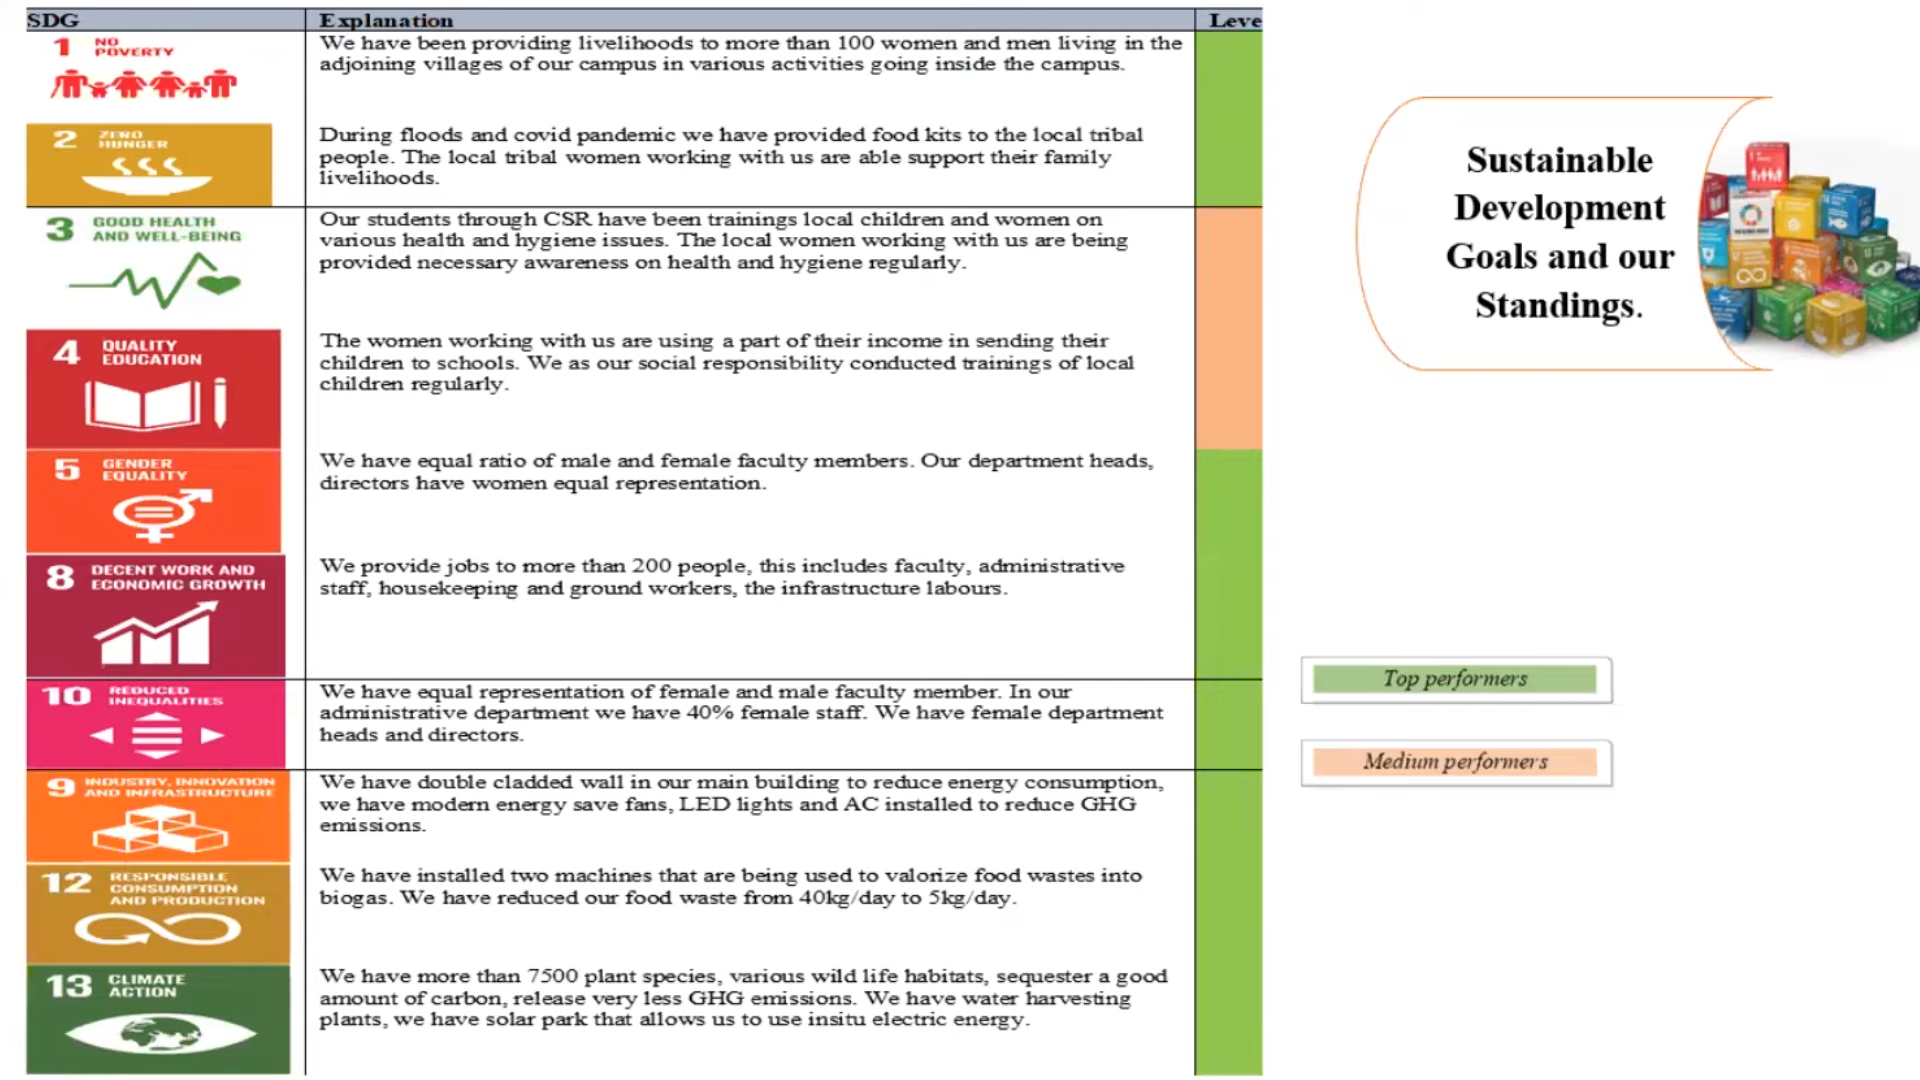 SDG Explanation Leve
1 NO
POVERTY
We have been providing livelihoods to more than 100 women and men living in the
adjoining villages of our campus in various activities going inside the campus.
2 ZERO
HUNGER
During floods and covid pandemic we have provided food kits to the local tribal
people. The local tribal women working with us are able support their family
livelihoods.
3 GOOD HEALTH
AND WELL-BEING
Our students through CSR have been trainings local children and women on
various health and hygiene issues. The local women working with us are being
provided necessary awareness on health and hygiene regularly.
4 QUALITY
EDUCATION
The women working with us are using a part of their income in sending their
children to schools. We as our social responsibility conducted trainings of local
children regularly.
5 GENDER
EQUALITY
We have equal ratio of male and female faculty members. Our department heads,
directors have women equal representation.
8 DECENT WORK AND
ECONOMIC GROWTH
We provide jobs to more than 200 people, this includes faculty, administrative
staff, housekeeping and ground workers, the infrastructure labours.
10 REDUCED
INEQUALITIES
We have equal representation of female and male faculty member. In our
administrative department we have 40% female staff. We have female department
heads and directors.
9 INDUSTRY, INNOVATION
AND INFRASTRUCTURE
We have double cladded wall in our main building to reduce energy consumption,
we have modern energy save fans, LED lights and AC installed to reduce GHG
emissions.
12 RESPONSIBLE
CONSUMPTION
AND PRODUCTION
We have installed two machines that are being used to valorize food wastes into
biogas. We have reduced our food waste from 40kg/day to 5kg/day.
13 CLIMATE
ACTION
We have more than 7500 plant species, various wild life habitats, sequester a good
amount of carbon, release very less GHG emissions. We have water harvesting
plants, we have solar park that allows us to use insitu electric energy.
Sustainable
Development
Goals and our
Standings.
Top performers
Medium performers